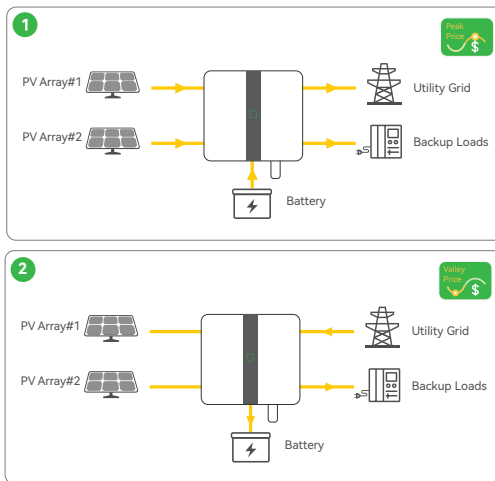 1
Peak
Price
$
PV Array#1
Utility Grid
PV Array#2
Backup Loads
Battery
2
Valley
Price
$
PV Array#1
Utility Grid
PV Array#2
Backup Loads
Battery